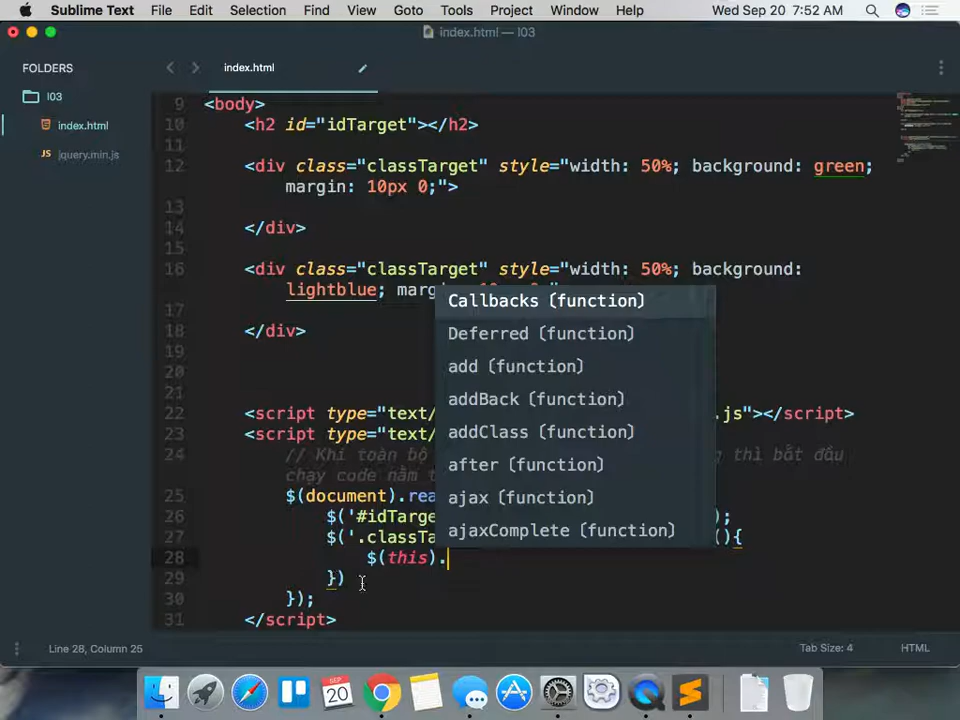 Sublime Text File Edit Selection Find View Goto Tools Project Window Help Wed Sep 20 7:52 AM
index.html — l03
FOLDERS
l03
index.html
jquery.min.js
index.html
9 <body>
10 <h2 id="idTarget"></h2>
11
12 <div class="classTarget" style="width: 50%; background: green;
margin: 10px 0;">
13
14 </div>
15
16 <div class="classTarget" style="width: 50%; background:
lightblue; marg
17
18 </div>
19
20
21
22 <script type="text/ .js"></script>
23 <script type="text/
24 // Khi toàn bộ thì bắt đầu
chạy code nằm
25 $(document).rea
26 $('#idTarge );
27 $('.classTa (){
28 $(this).
29 })
30 });
31 </script>
Callbacks (function)
Deferred (function)
add (function)
addBack (function)
addClass (function)
after (function)
ajax (function)
ajaxComplete (function)
Line 28, Column 25
Tab Size: 4
HTML
SEP
20